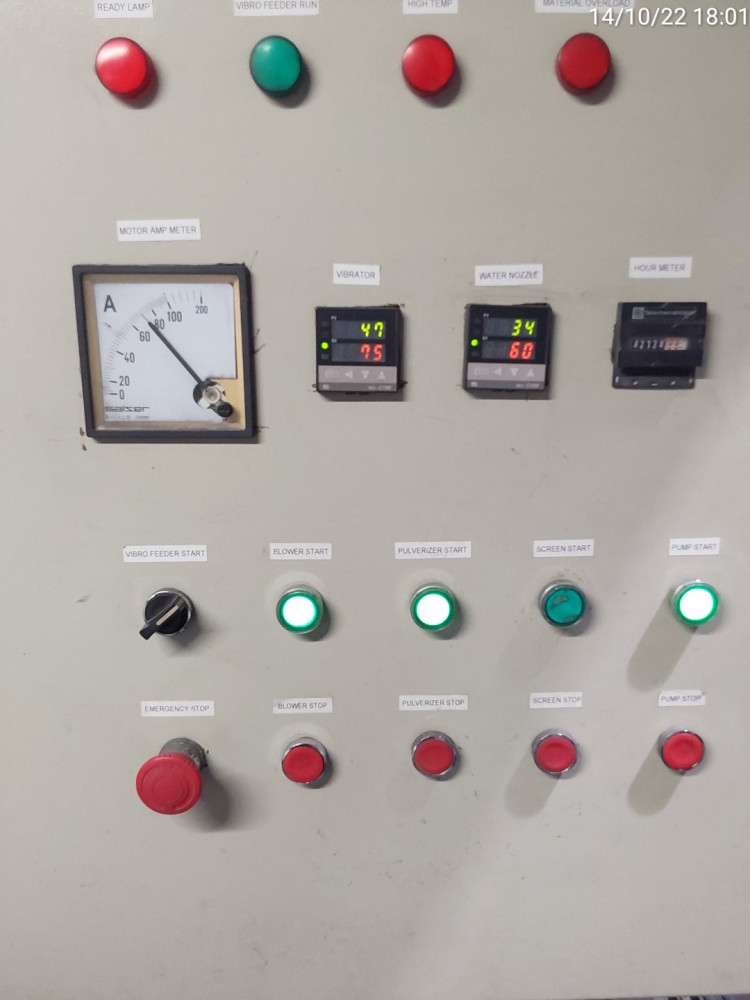 READY LAMP
VIBRO FEEDER RUN
HIGH TEMP
MATERIAL OVERLOAD
14/10/22 18:01
MOTOR AMP METER
VIBRATOR
WATER NOZZLE
HOUR METER
A
0
20
40
60
80
100
200
PV
47
75
PV
34
60
VIBRO FEEDER START
BLOWER START
PULVERIZER START
SCREEN START
PUMP START
EMERGENCY STOP
BLOWER STOP
PULVERIZER STOP
SCREEN STOP
PUMP STOP